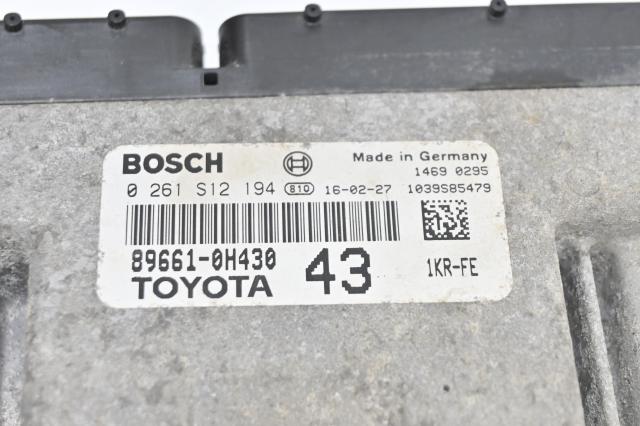 BOSCH Made in Germany
1469 0295
0 261 S12 194 810 16-02-27 1039S85479
89661-0H430 43 1KR-FE
TOYOTA